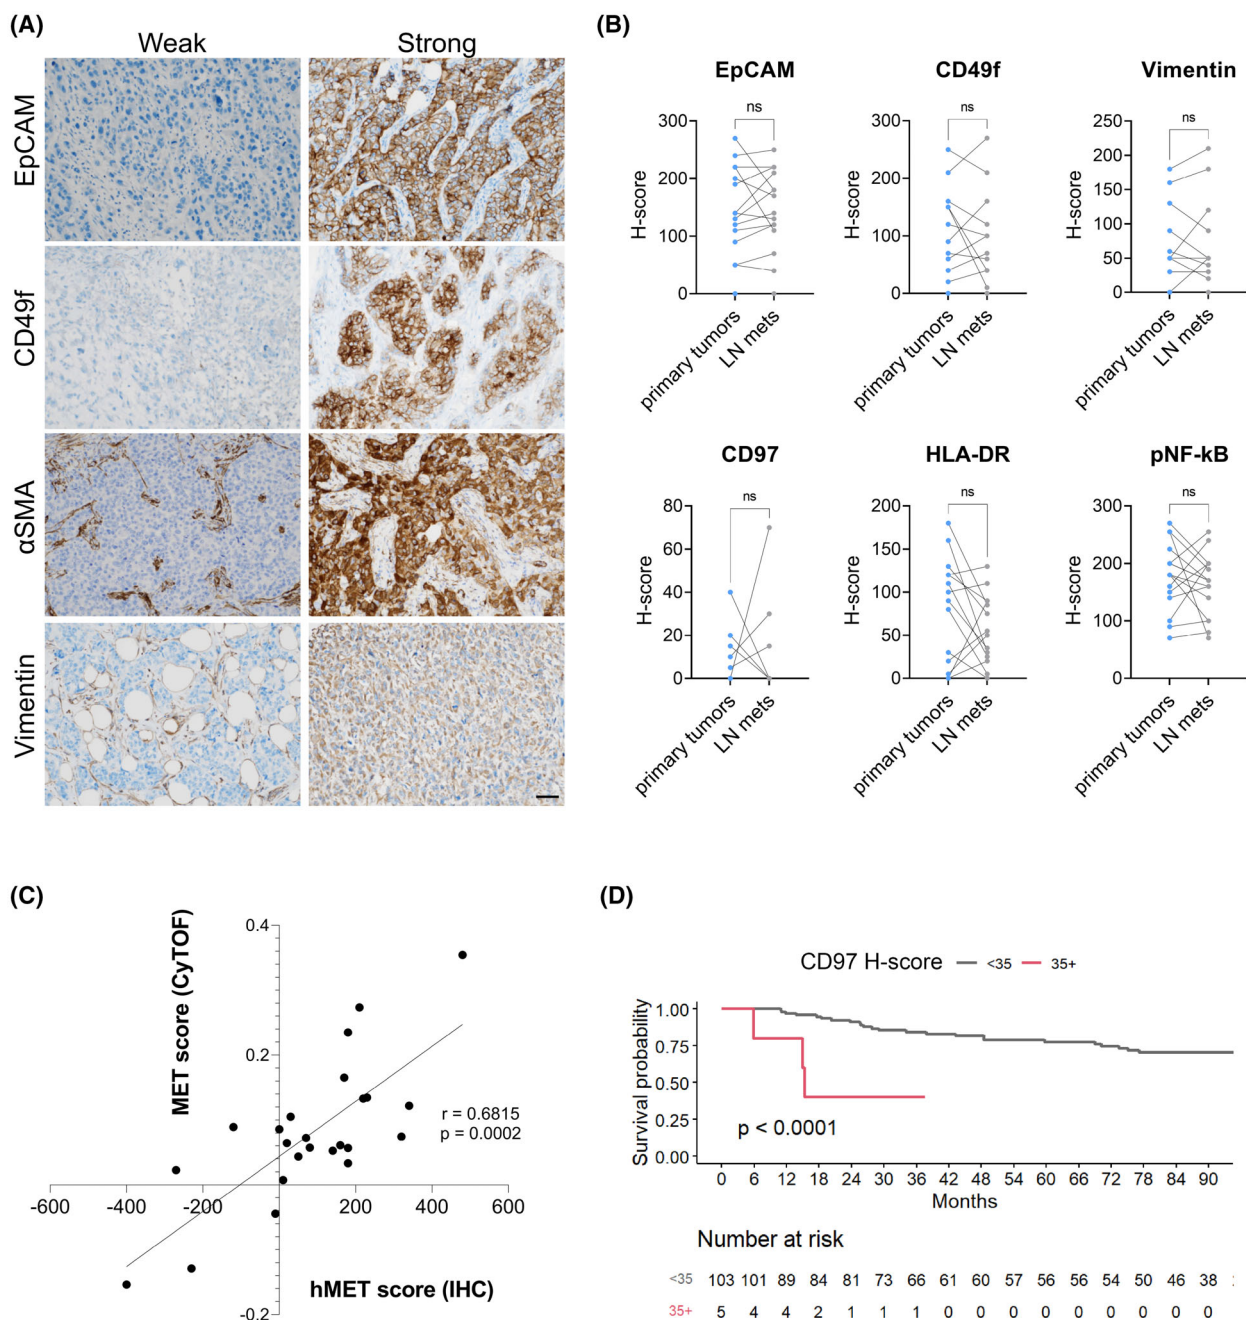 (A)
Weak Strong
EpCAM
CD49f
αSMA
Vimentin
(B)
EpCAM CD49f Vimentin
ns ns ns
H-score
300
200
100
0
primary tumors
LN mets
H-score
300
200
100
0
primary tumors
LN mets
H-score
250
200
150
100
50
0
primary tumors
LN mets
CD97 HLA-DR pNF-kB
ns ns ns
H-score
80
60
40
20
0
primary tumors
LN mets
H-score
200
150
100
50
0
primary tumors
LN mets
H-score
300
200
100
0
primary tumors
LN mets
(C)
MET score (CyTOF)
0.4
0.2
-0.2
r = 0.6815
p = 0.0002
-600 -400 -200 200 400 600
hMET score (IHC)
(D)
CD97 H-score <35 35+
Survival probability
1.00
0.75
0.50
0.25
0.00
p < 0.0001
0 6 12 18 24 30 36 42 48 54 60 66 72 78 84 90
Months
Number at risk
<35 103 101 89 84 81 73 66 61 60 57 56 56 54 50 46 38
35+ 5 4 4 2 1 1 1 0 0 0 0 0 0 0 0 0